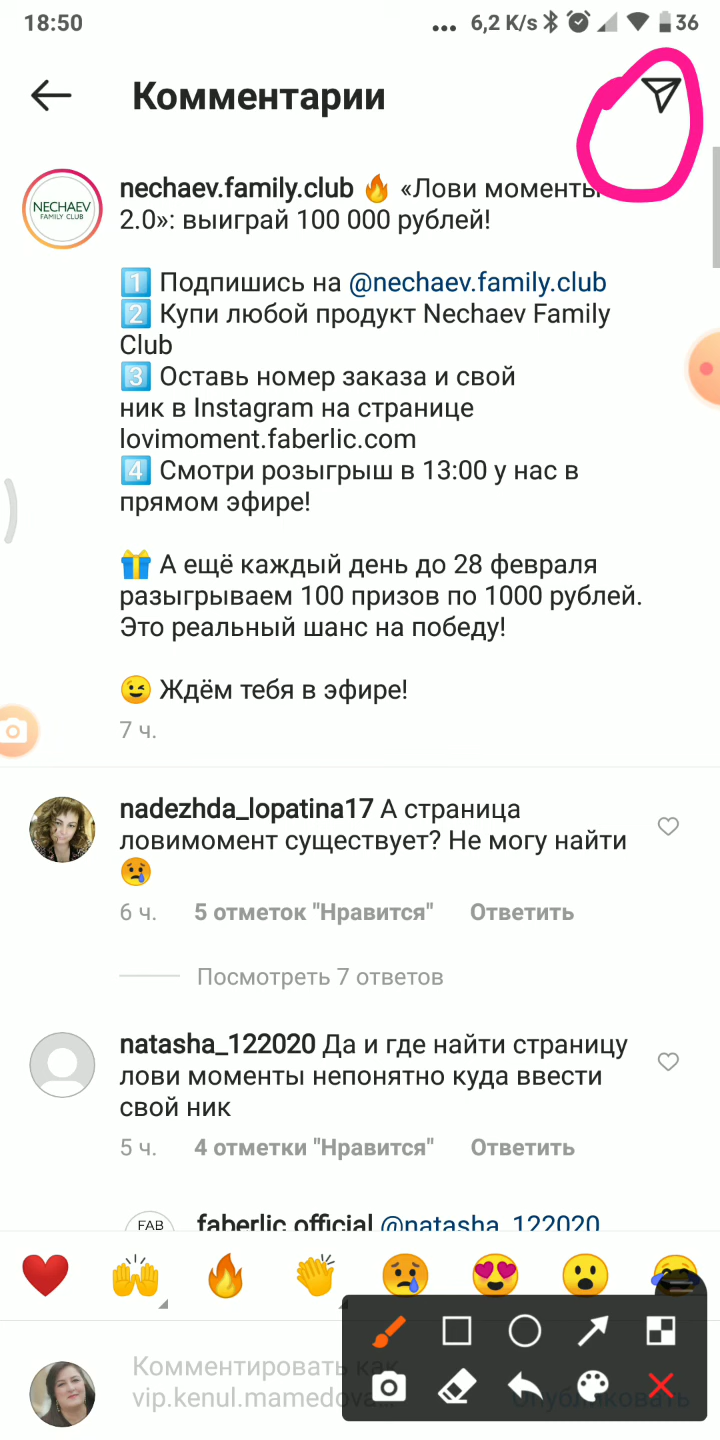 18:50
... 6,2 K/s 36
Комментарии
NECHAEV
FAMILY CLUB
nechaev.family.club 🔥 «Лови моменты
2.0»: выиграй 100 000 рублей!
1️⃣ Подпишись на @nechaev.family.club
2️⃣ Купи любой продукт Nechaev Family
Club
3️⃣ Оставь номер заказа и свой
ник в Instagram на странице
lovimoment.faberlic.com
4️⃣ Смотри розыгрыш в 13:00 у нас в
прямом эфире!
🎁 А ещё каждый день до 28 февраля
разыгрываем 100 призов по 1000 рублей.
Это реальный шанс на победу!
😉 Ждём тебя в эфире!
7 ч.
nadezhda_lopatina17 А страница
ловимомент существует? Не могу найти
😢
6 ч. 5 отметок "Нравится" Ответить
Посмотреть 7 ответов
natasha_122020 Да и где найти страницу
лови моменты непонятно куда ввести
свой ник
5 ч. 4 отметки "Нравится" Ответить
FAB
faberlic.official @natasha_122020
❤️ 🙌 🔥 👏 😢 😍 😮 😂
Комментировать как
vip.kenul.mamedova... Опубликовать